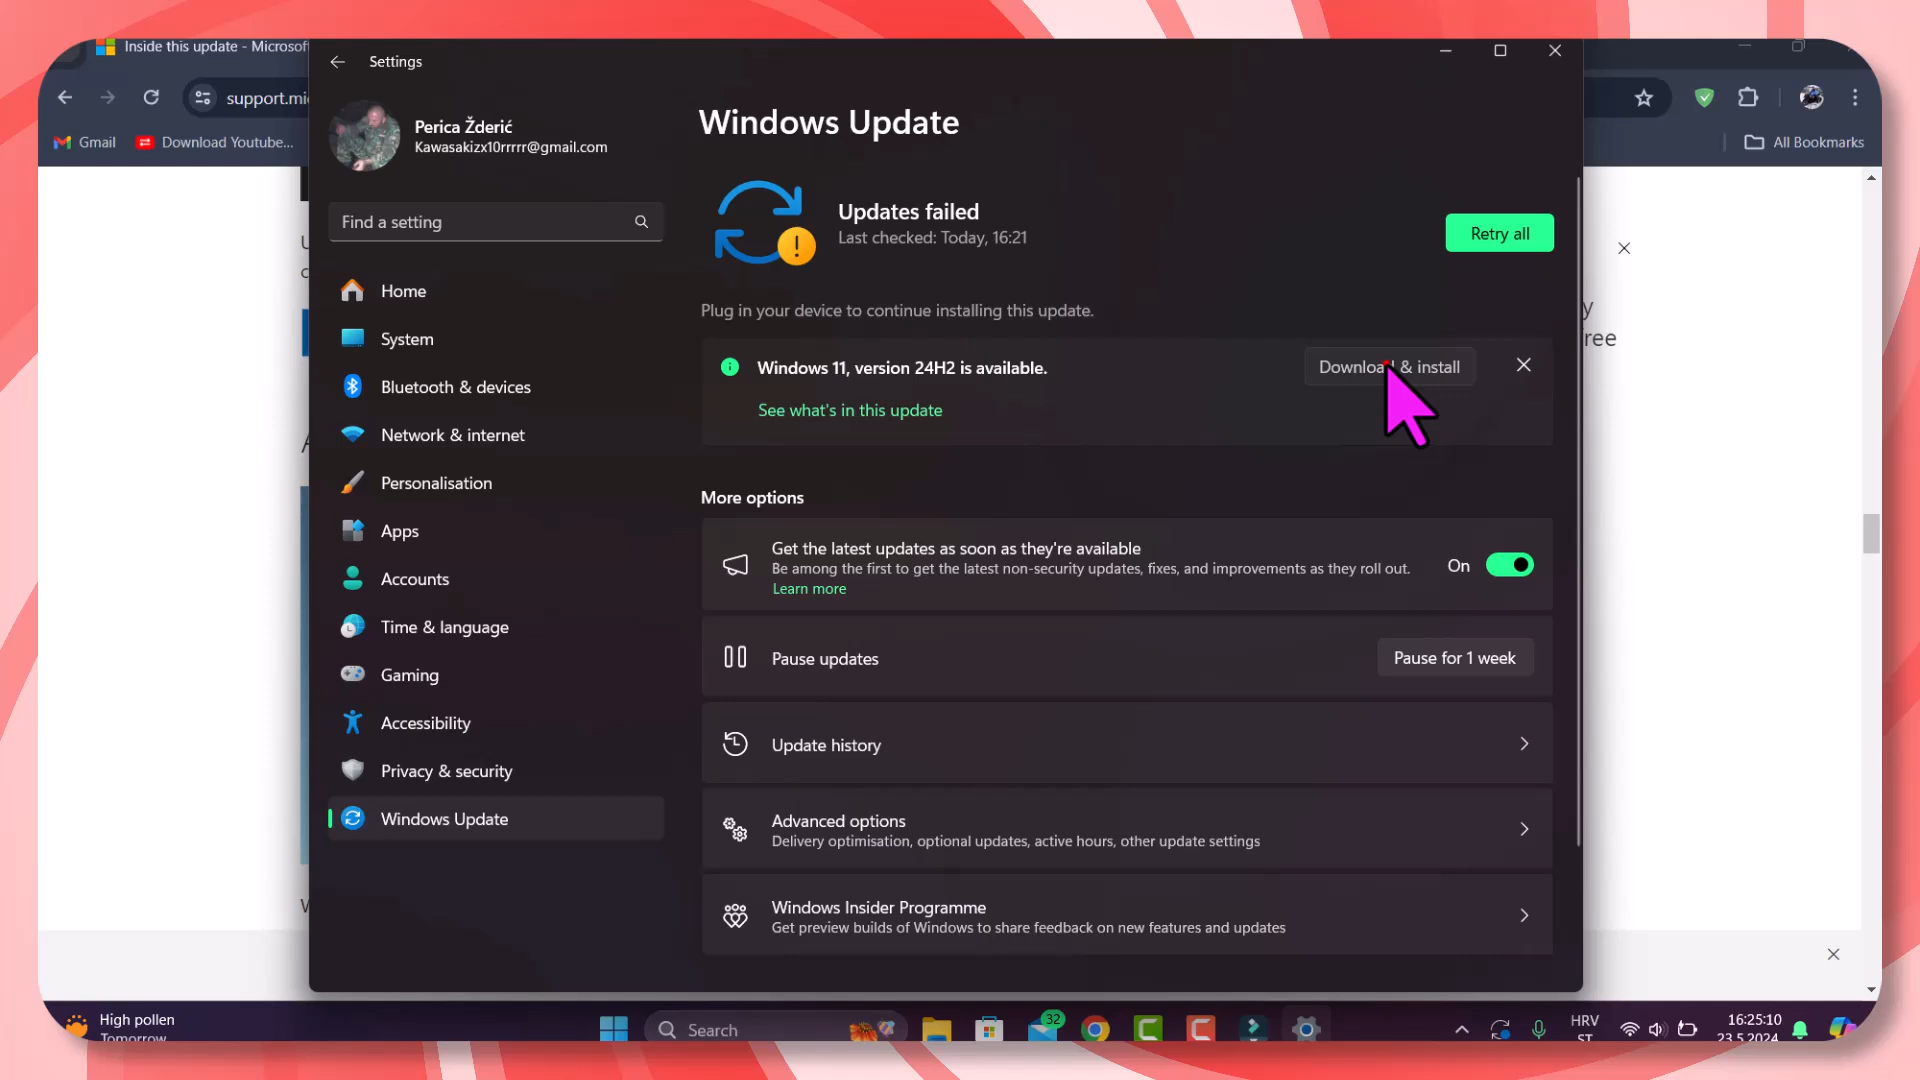 Inside this update - Microsof
support.mi
Gmail
Download Youtube...
All Bookmarks
Settings
Perica Žderić
Kawasakizx10rrrrr@gmail.com
Find a setting
Home
System
Bluetooth & devices
Network & internet
Personalisation
Apps
Accounts
Time & language
Gaming
Accessibility
Privacy & security
Windows Update
Windows Update
Updates failed
Last checked: Today, 16:21
Retry all
Plug in your device to continue installing this update.
Windows 11, version 24H2 is available.
Download & install
See what's in this update
More options
Get the latest updates as soon as they're available
Be among the first to get the latest non-security updates, fixes, and improvements as they roll out.
Learn more
On
Pause updates
Pause for 1 week
Update history
Advanced options
Delivery optimisation, optional updates, active hours, other update settings
Windows Insider Programme
Get preview builds of Windows to share feedback on new features and updates
y
ree
High pollen
Tomorrow
Search
32
HRV
ST
16:25:10
23.5.2024